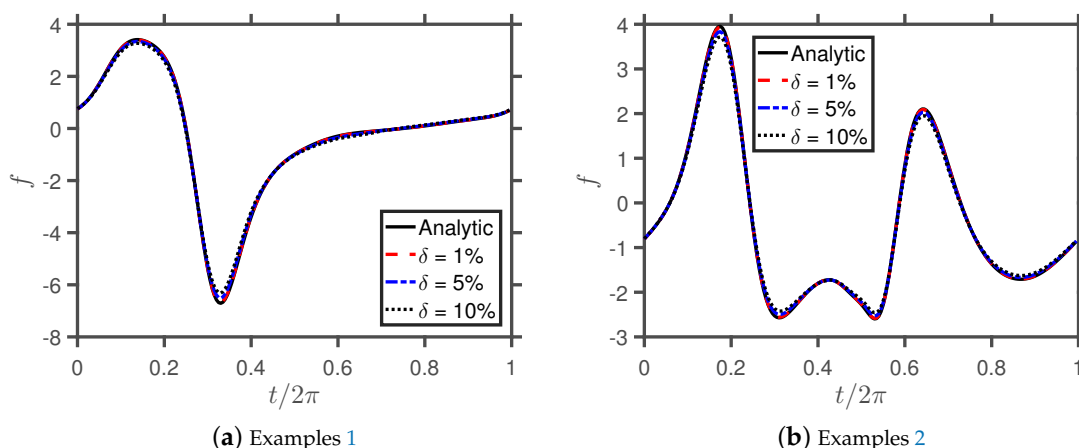 4
2
0
-2
-4
-6
-8
f
0
0.2
0.4
0.6
0.8
1
t/2π
Analytic
δ = 1%
δ = 5%
δ = 10%
(a) Examples 1
4
3
2
1
0
-1
-2
-3
f
0
0.2
0.4
0.6
0.8
1
t/2π
Analytic
δ = 1%
δ = 5%
δ = 10%
(b) Examples 2